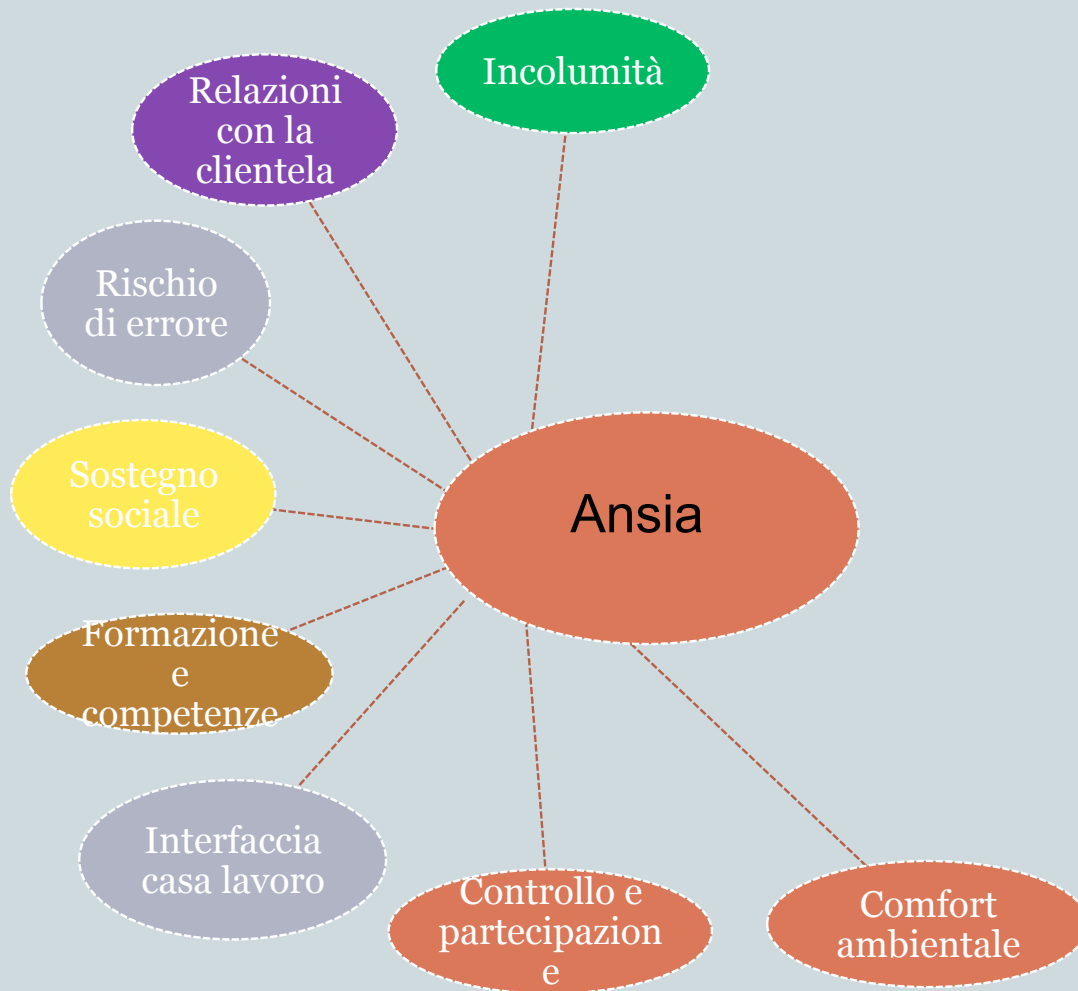 Incolumità
Relazioni
con la
clientela
Rischio
di errore
Sostegno
sociale
Ansia
Formazione
e
competenze
Interfaccia
casa lavoro
Controllo e
partecipazion
e
Comfort
ambientale